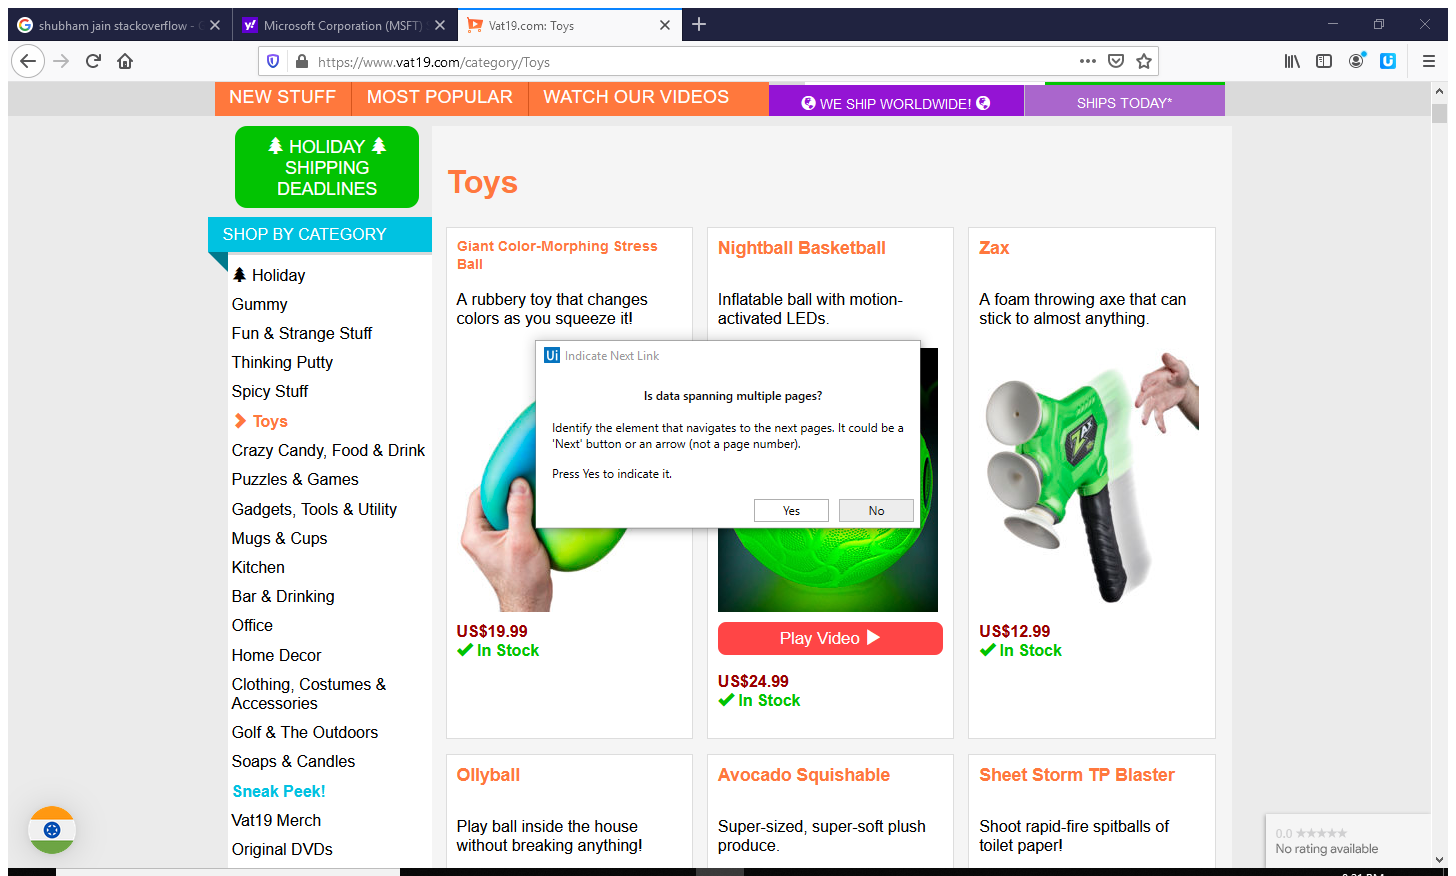 shubham jain stackoverflow - G
Microsoft Corporation (MSFT)
Vat19.com: Toys
https://www.vat19.com/category/Toys
NEW STUFF
MOST POPULAR
WATCH OUR VIDEOS
WE SHIP WORLDWIDE!
SHIPS TODAY*
HOLIDAY
SHIPPING
DEADLINES
SHOP BY CATEGORY
Holiday
Gummy
Fun & Strange Stuff
Thinking Putty
Spicy Stuff
Toys
Crazy Candy, Food & Drink
Puzzles & Games
Gadgets, Tools & Utility
Mugs & Cups
Kitchen
Bar & Drinking
Office
Home Decor
Clothing, Costumes &
Accessories
Golf & The Outdoors
Soaps & Candles
Sneak Peek!
Vat19 Merch
Original DVDs
Toys
Giant Color-Morphing Stress
Ball
A rubbery toy that changes
colors as you squeeze it!
US$19.99
In Stock
Nightball Basketball
Inflatable ball with motion-
activated LEDs.
Play Video
US$24.99
In Stock
Zax
A foam throwing axe that can
stick to almost anything.
ZAX
US$12.99
In Stock
Ui Indicate Next Link
Is data spanning multiple pages?
Identify the element that navigates to the next pages. It could be a
'Next' button or an arrow (not a page number).
Press Yes to indicate it.
Yes
No
Ollyball
Play ball inside the house
without breaking anything!
Avocado Squishable
Super-sized, super-soft plush
produce.
Sheet Storm TP Blaster
Shoot rapid-fire spitballs of
toilet paper!
0.0
No rating available